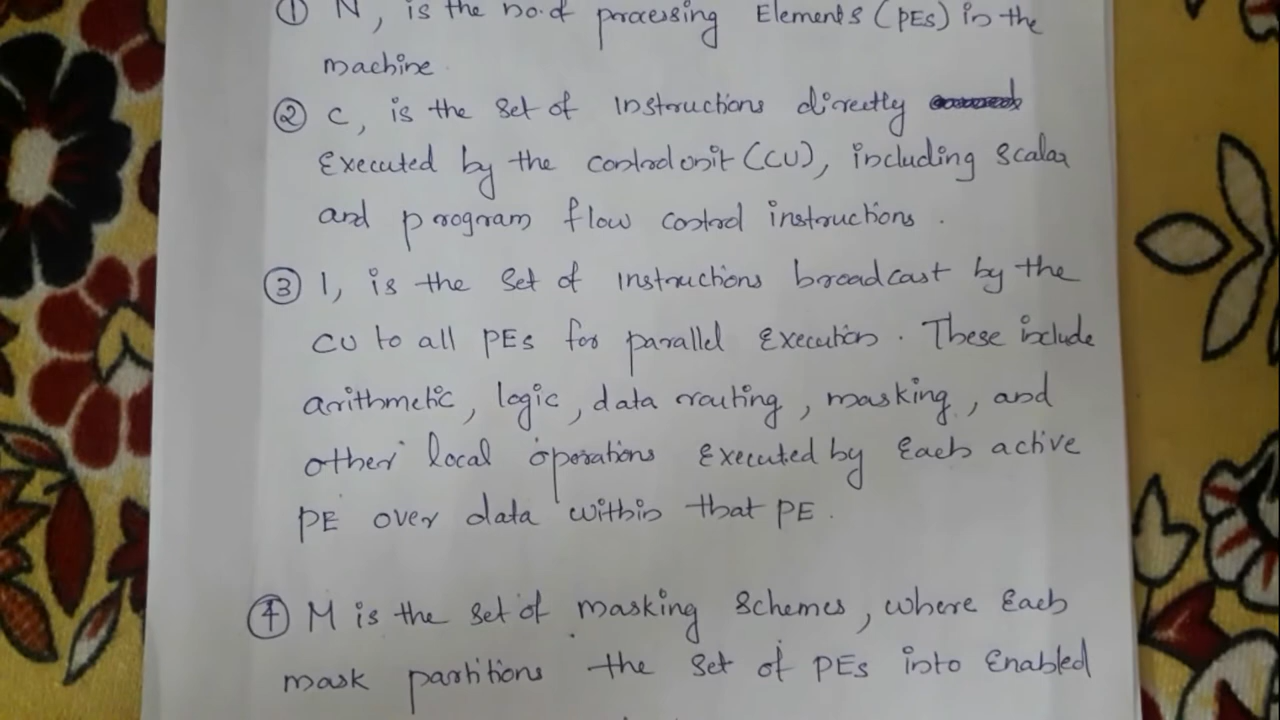 ① N, is the no. of processing Elements (PEs) in the
machine
② C, is the set of Instructions directly
Executed by the control unit (CU), including scalar
and program flow control instructions.
③ I, is the set of Instructions broadcast by the
CU to all PEs for parallel Execution. These include
arithmetic, logic, data routing, masking, and
other local operations Executed by Each active
PE over data within that PE.
④ M is the set of masking schemes, where Each
mask partitions the set of PEs into Enabled